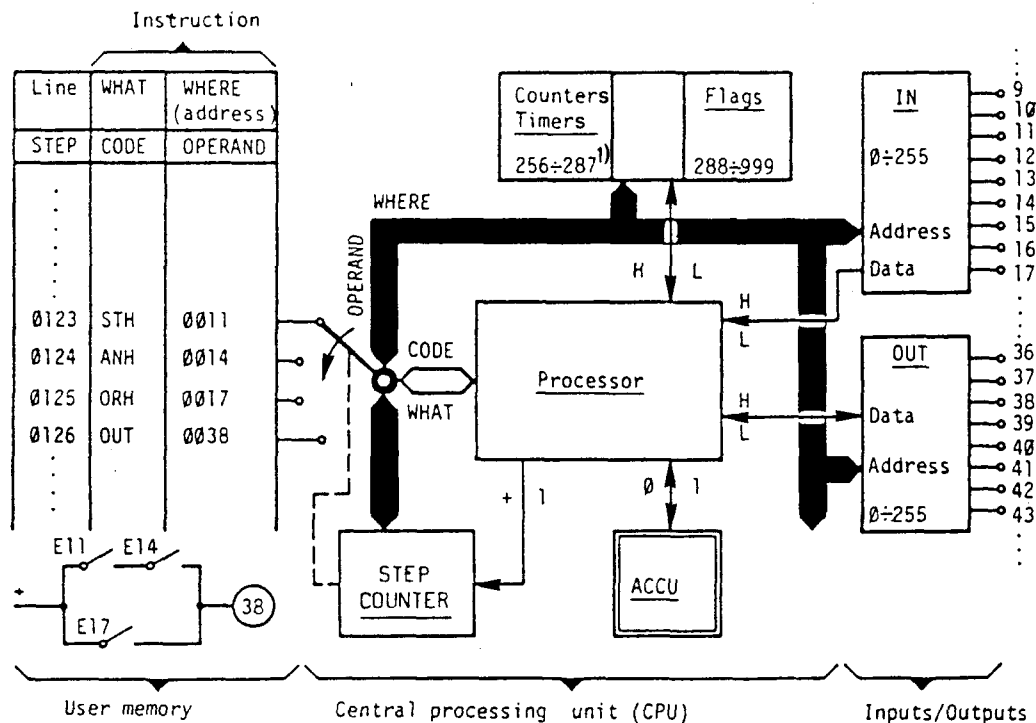 Instruction
Line WHAT WHERE
(address)
STEP CODE OPERAND
0123 STH 0011
0124 ANH 0014
0125 ORH 0017
0126 OUT 0038
E11 E14
+
38
E17
User memory
Counters
Timers
256÷287 1)
Flags
288÷999
WHERE
OPERAND
H L
CODE
WHAT
Processor
H
L
H
L
+ 1
0 1
STEP
COUNTER
ACCU
Central processing unit (CPU)
IN
0÷255
Address
Data
9
10
11
12
13
14
15
16
17
OUT
Data
Address
0÷255
36
37
38
39
40
41
42
43
Inputs/Outputs